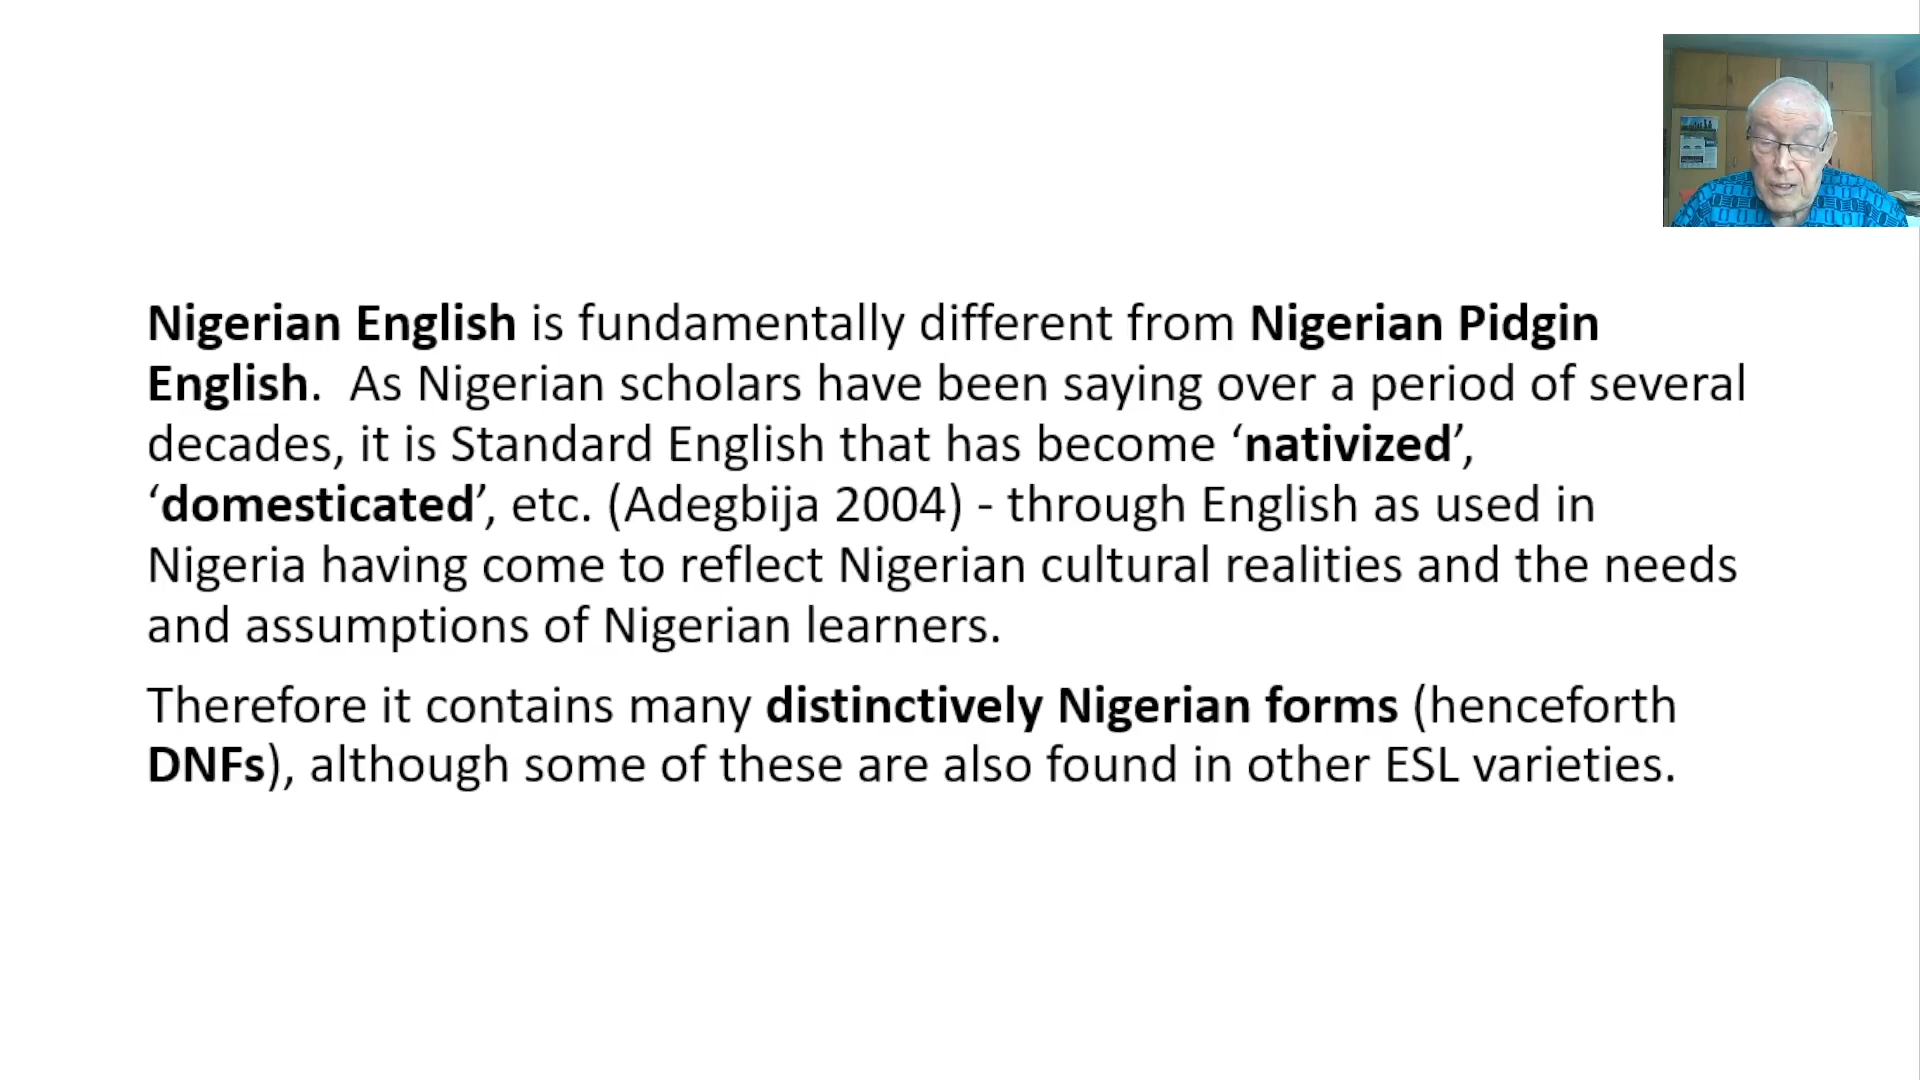 Nigerian English is fundamentally different from Nigerian Pidgin
English.  As Nigerian scholars have been saying over a period of several
decades, it is Standard English that has become ‘nativized’,
‘domesticated’, etc. (Adegbija 2004) - through English as used in
Nigeria having come to reflect Nigerian cultural realities and the needs
and assumptions of Nigerian learners.
Therefore it contains many distinctively Nigerian forms (henceforth
DNFs), although some of these are also found in other ESL varieties.